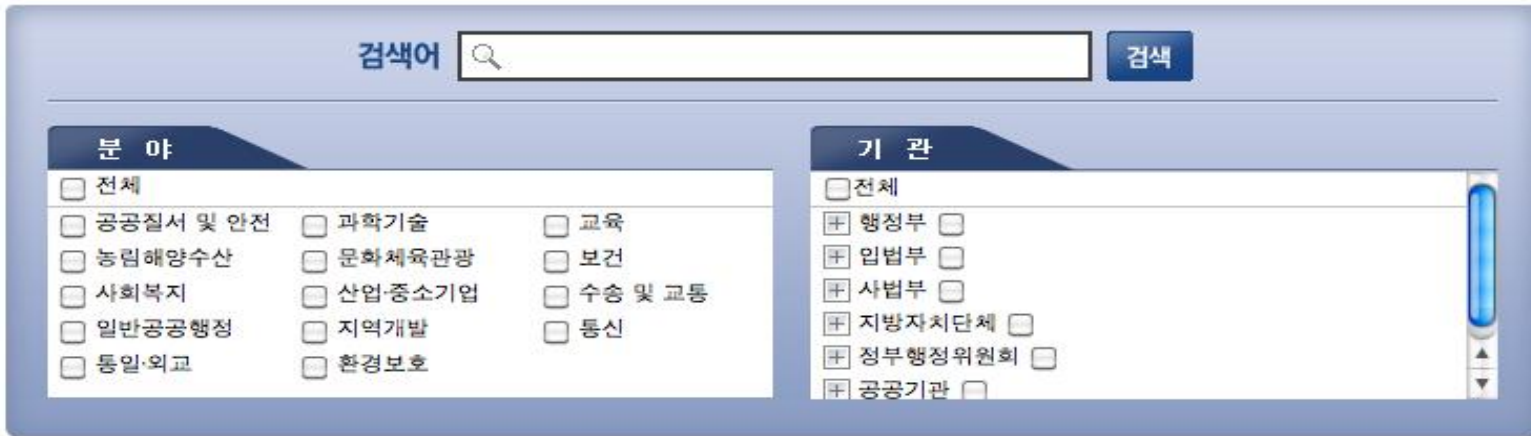 검색어 검색
분 야
전체
공공질서 및 안전 과학기술 교육
농림해양수산 문화체육관광 보건
사회복지 산업·중소기업 수송 및 교통
일반공공행정 지역개발 통신
통일·외교 환경보호
기 관
전체
행정부
입법부
사법부
지방자치단체
정부행정위원회
공공기관